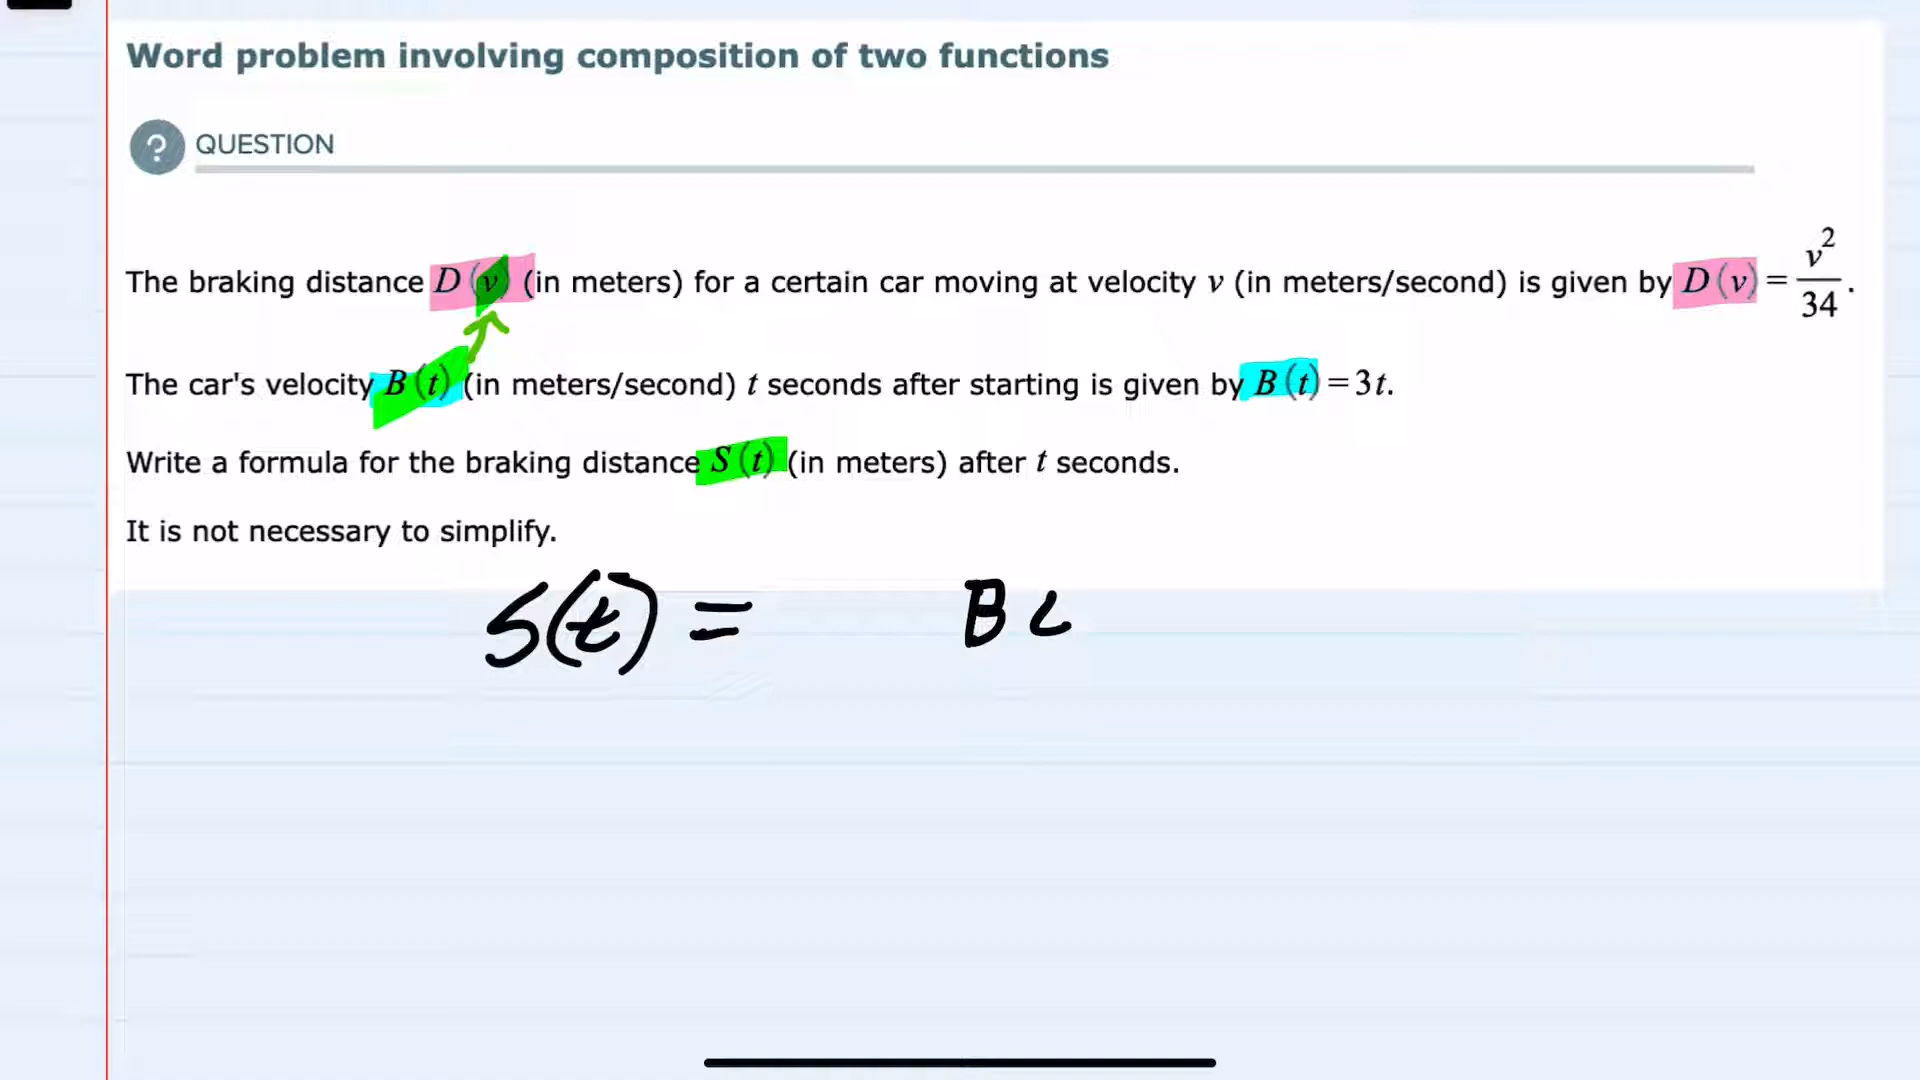 Word problem involving composition of two functions
? QUESTION
The braking distance D(v) (in meters) for a certain car moving at velocity v (in meters/second) is given by D(v) = v²/34.
The car's velocity B(t) (in meters/second) t seconds after starting is given by B(t)=3t.
Write a formula for the braking distance S(t) (in meters) after t seconds.
It is not necessary to simplify.
S(t) = B